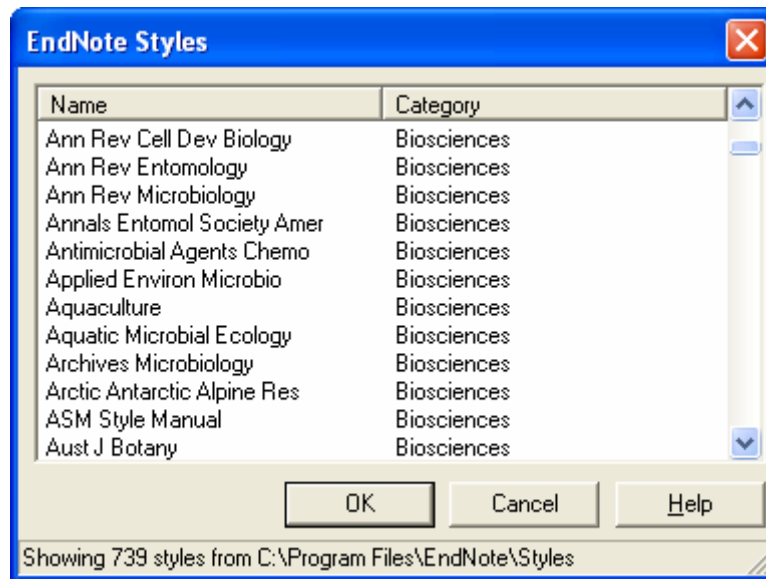 EndNote Styles
Name Category
Ann Rev Cell Dev Biology Biosciences
Ann Rev Entomology Biosciences
Ann Rev Microbiology Biosciences
Annals Entomol Society Amer Biosciences
Antimicrobial Agents Chemo Biosciences
Applied Environ Microbio Biosciences
Aquaculture Biosciences
Aquatic Microbial Ecology Biosciences
Archives Microbiology Biosciences
Arctic Antarctic Alpine Res Biosciences
ASM Style Manual Biosciences
Aust J Botany Biosciences
OK Cancel Help
Showing 739 styles from C:\Program Files\EndNote\Styles